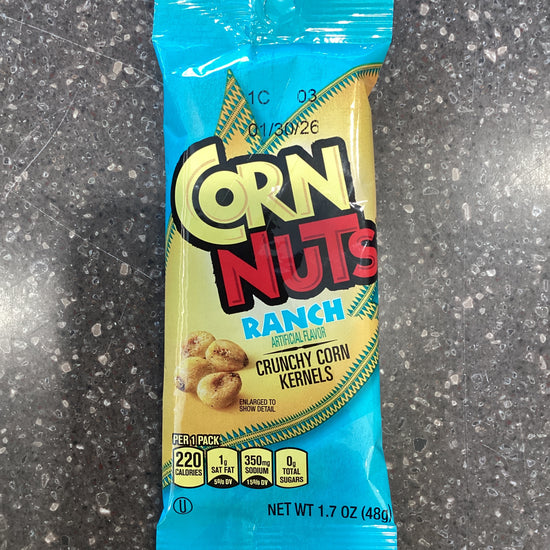 1C 03
01/30/26
CORN
NUTS
RANCH
ARTIFICIAL FLAVOR
CRUNCHY CORN
KERNELS
ENLARGED TO
SHOW DETAIL
PER 1 PACK
220 CALORIES
1g SAT FAT 5% DV
350mg SODIUM 15% DV
0g TOTAL SUGARS
U
NET WT 1.7 OZ (48g)